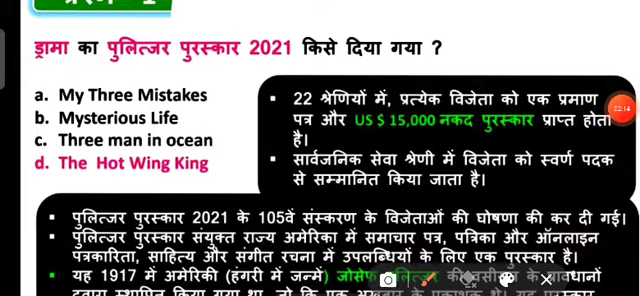 ड्रामा का पुलित्जर पुरस्कार 2021 किसे दिया गया ?
a. My Three Mistakes
b. Mysterious Life
c. Three man in ocean
d. The Hot Wing King
22 श्रेणियों में, प्रत्येक विजेता को एक प्रमाण
पत्र और US $ 15,000 नकद पुरस्कार प्राप्त होता
है।
सार्वजनिक सेवा श्रेणी में विजेता को स्वर्ण पदक
से सम्मानित किया जाता है।
22:14
पुलित्जर पुरस्कार 2021 के 105वें संस्करण के विजेताओं की घोषणा की कर दी गई।
पुलित्जर पुरस्कार संयुक्त राज्य अमेरिका में समाचार पत्र, पत्रिका और ऑनलाइन
पत्रकारिता, साहित्य और संगीत रचना में उपलब्धियों के लिए एक पुरस्कार है।
यह 1917 में अमेरिकी (हंगरी में जन्में) जोसेफ के